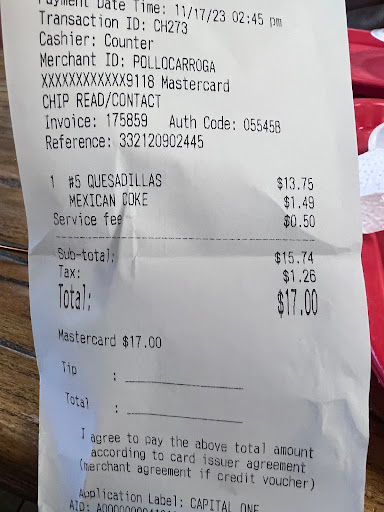 Payment Date Time: 11/17/23 02:45 pm
Transaction ID: CH273
Cashier: Counter
Merchant ID: POLLOCARROGA
XXXXXXXXXXXX9118 Mastercard
CHIP READ/CONTACT
Invoice: 175859 Auth Code: 05545B
Reference: 332120902445
1 #5 QUESADILLAS $13.75
MEXICAN COKE $1.49
Service fee $0.50
Sub-total: $15.74
Tax: $1.26
Total: $17.00
Mastercard $17.00
Tip :
Total :
I agree to pay the above total amount
according to card issuer agreement
(merchant agreement if credit voucher)
Application Label: CAPITAL ONE
AID: